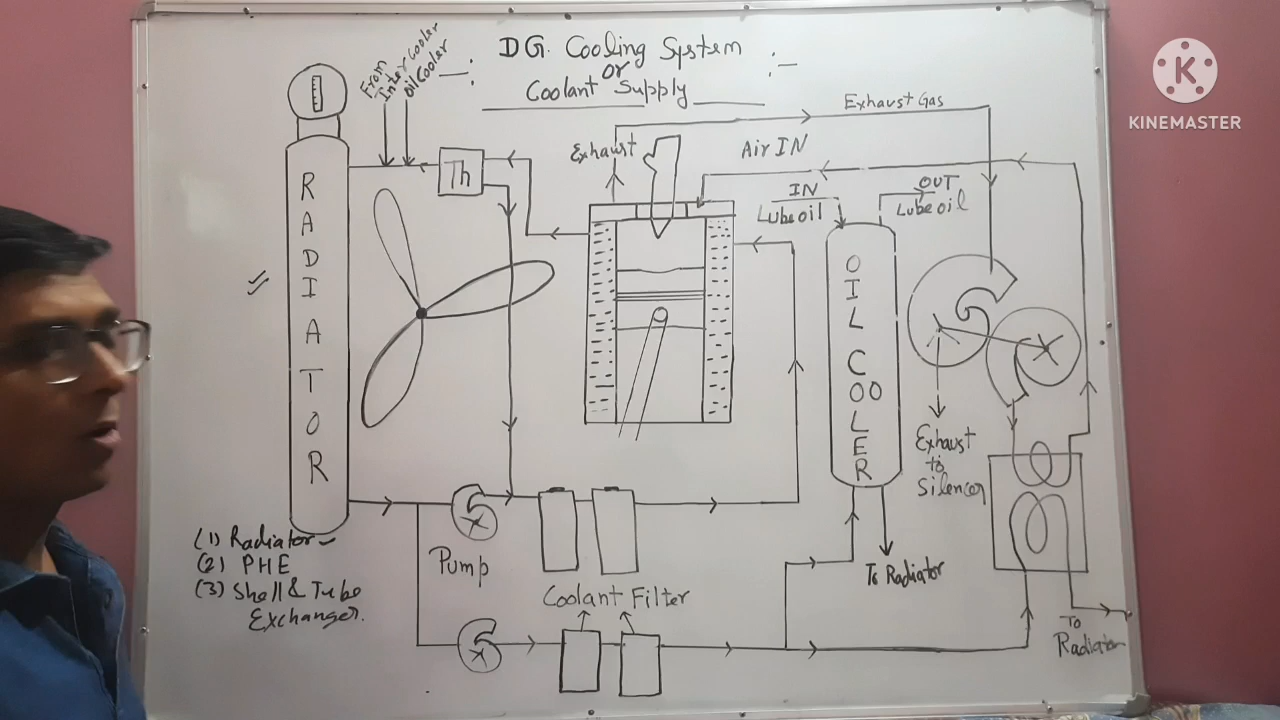 DG. Cooling System :-
or
Coolant Supply
K
KINEMASTER
From
InterCooler
oil Cooler
Exhaust Gas
Exhaust
Air IN
Th
IN
Lube oil
OUT
Lube oil
RADIATOR
OIL COOLER
Exhaust
to
Silencer
(1) Radiator
(2) PHE
(3) Shell & Tube
Exchanger.
Pump
Coolant Filter
To Radiator
To
Radiator